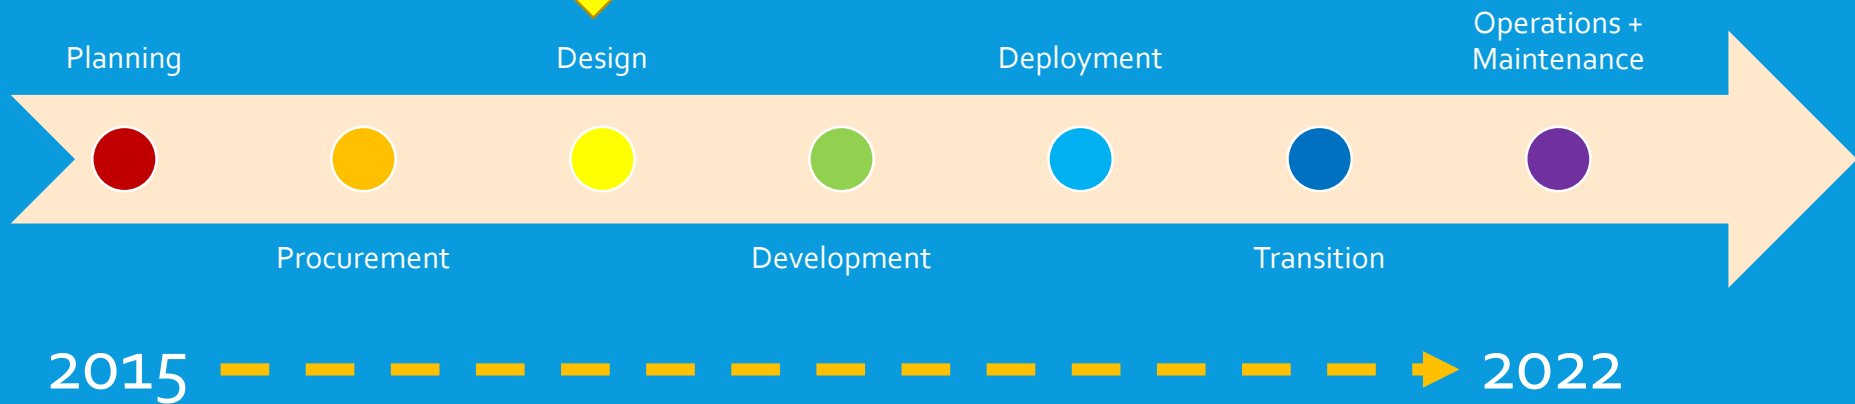 Planning
Design
Deployment
Operations +
Maintenance
Procurement
Development
Transition
2015
2022